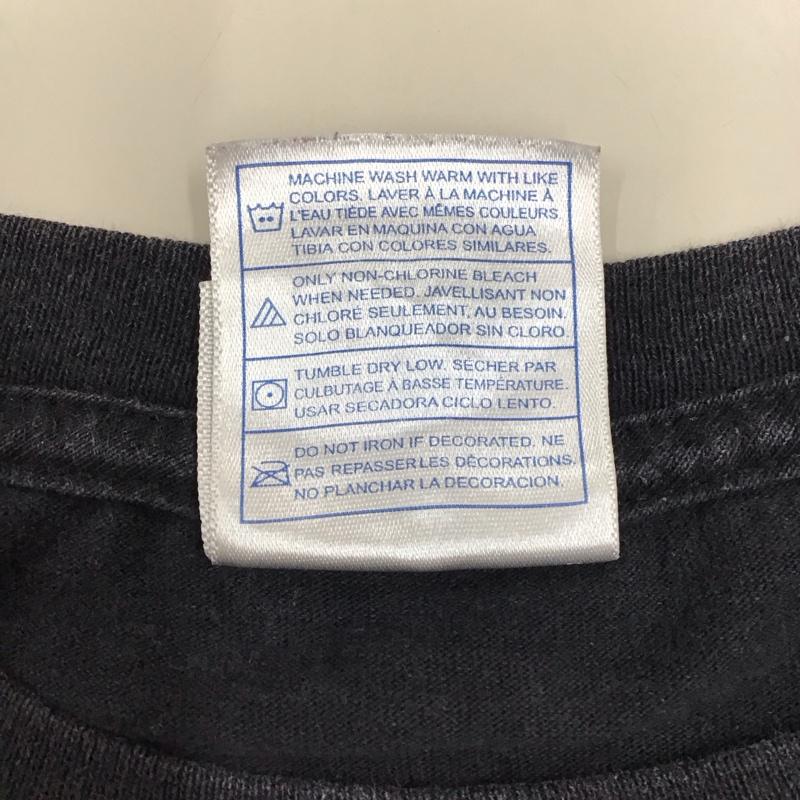 MACHINE WASH WARM WITH LIKE
COLORS. LAVER À LA MACHINE À
L'EAU TIÈDE AVEC MÊMES COULEURS
LAVAR EN MAQUINA CON AGUA
TIBIA CON COLORES SIMILARES.
ONLY NON-CHLORINE BLEACH
WHEN NEEDED. JAVELLISANT NON
CHLORÉ SEULEMENT, AU BESOIN.
SOLO BLANQUEADOR SIN CLORO.
TUMBLE DRY LOW. SÉCHER PAR
CULBUTAGE À BASSE TEMPÉRATURE.
USAR SECADORA CICLO LENTO.
DO NOT IRON IF DECORATED. NE
PAS REPASSER LES DÉCORATIONS.
NO PLANCHAR LA DECORACION.